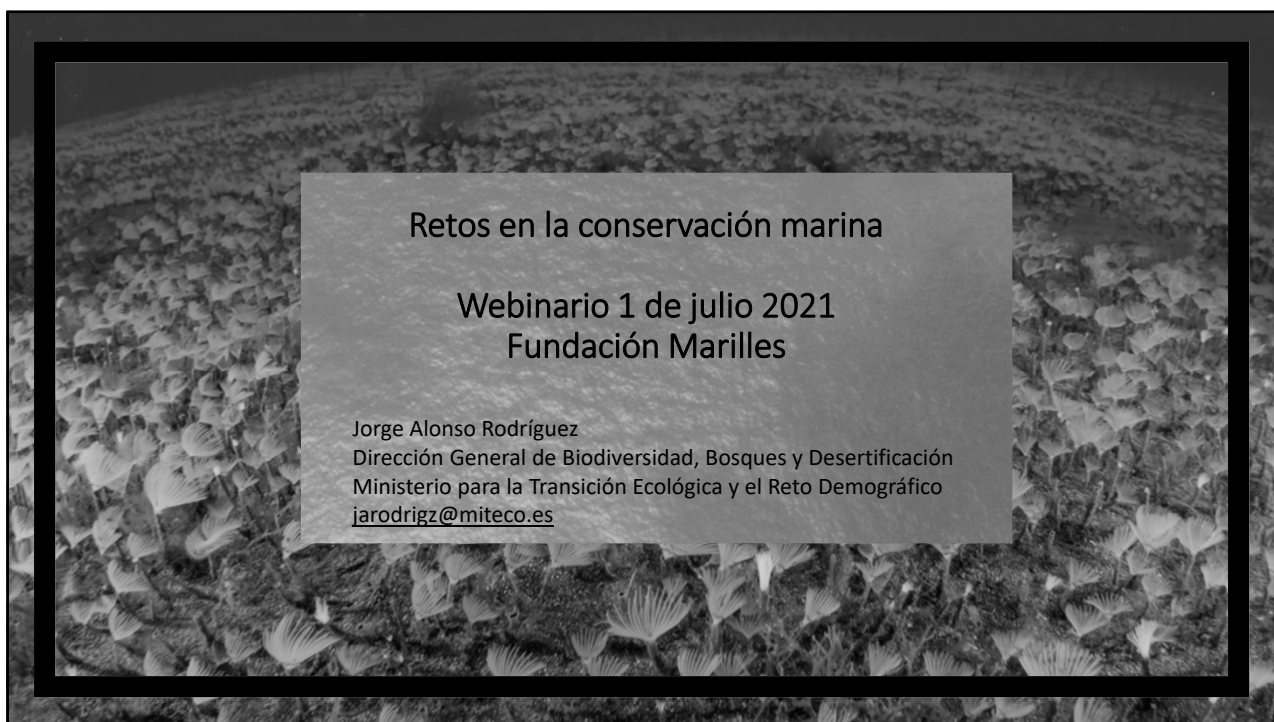 Retos en la conservación marina
Webinario 1 de julio 2021
Fundación Marilles
Jorge Alonso Rodríguez
Dirección General de Biodiversidad, Bosques y Desertificación
Ministerio para la Transición Ecológica y el Reto Demográfico
jarodrigz@miteco.es